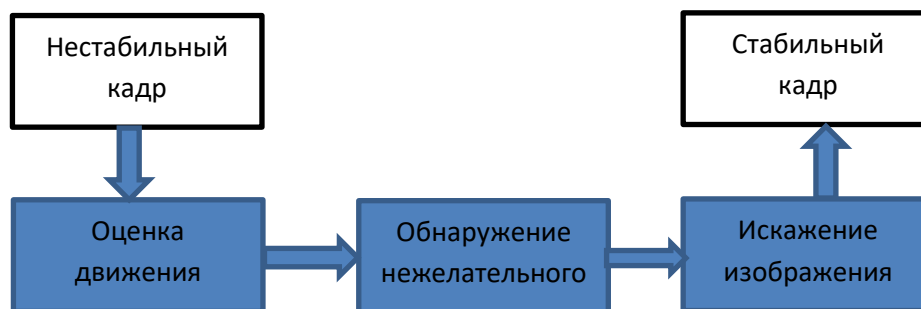 Нестабильный
кадр
Стабильный
кадр
Оценка
движения
Обнаружение
нежелательного
Искажение
изображения